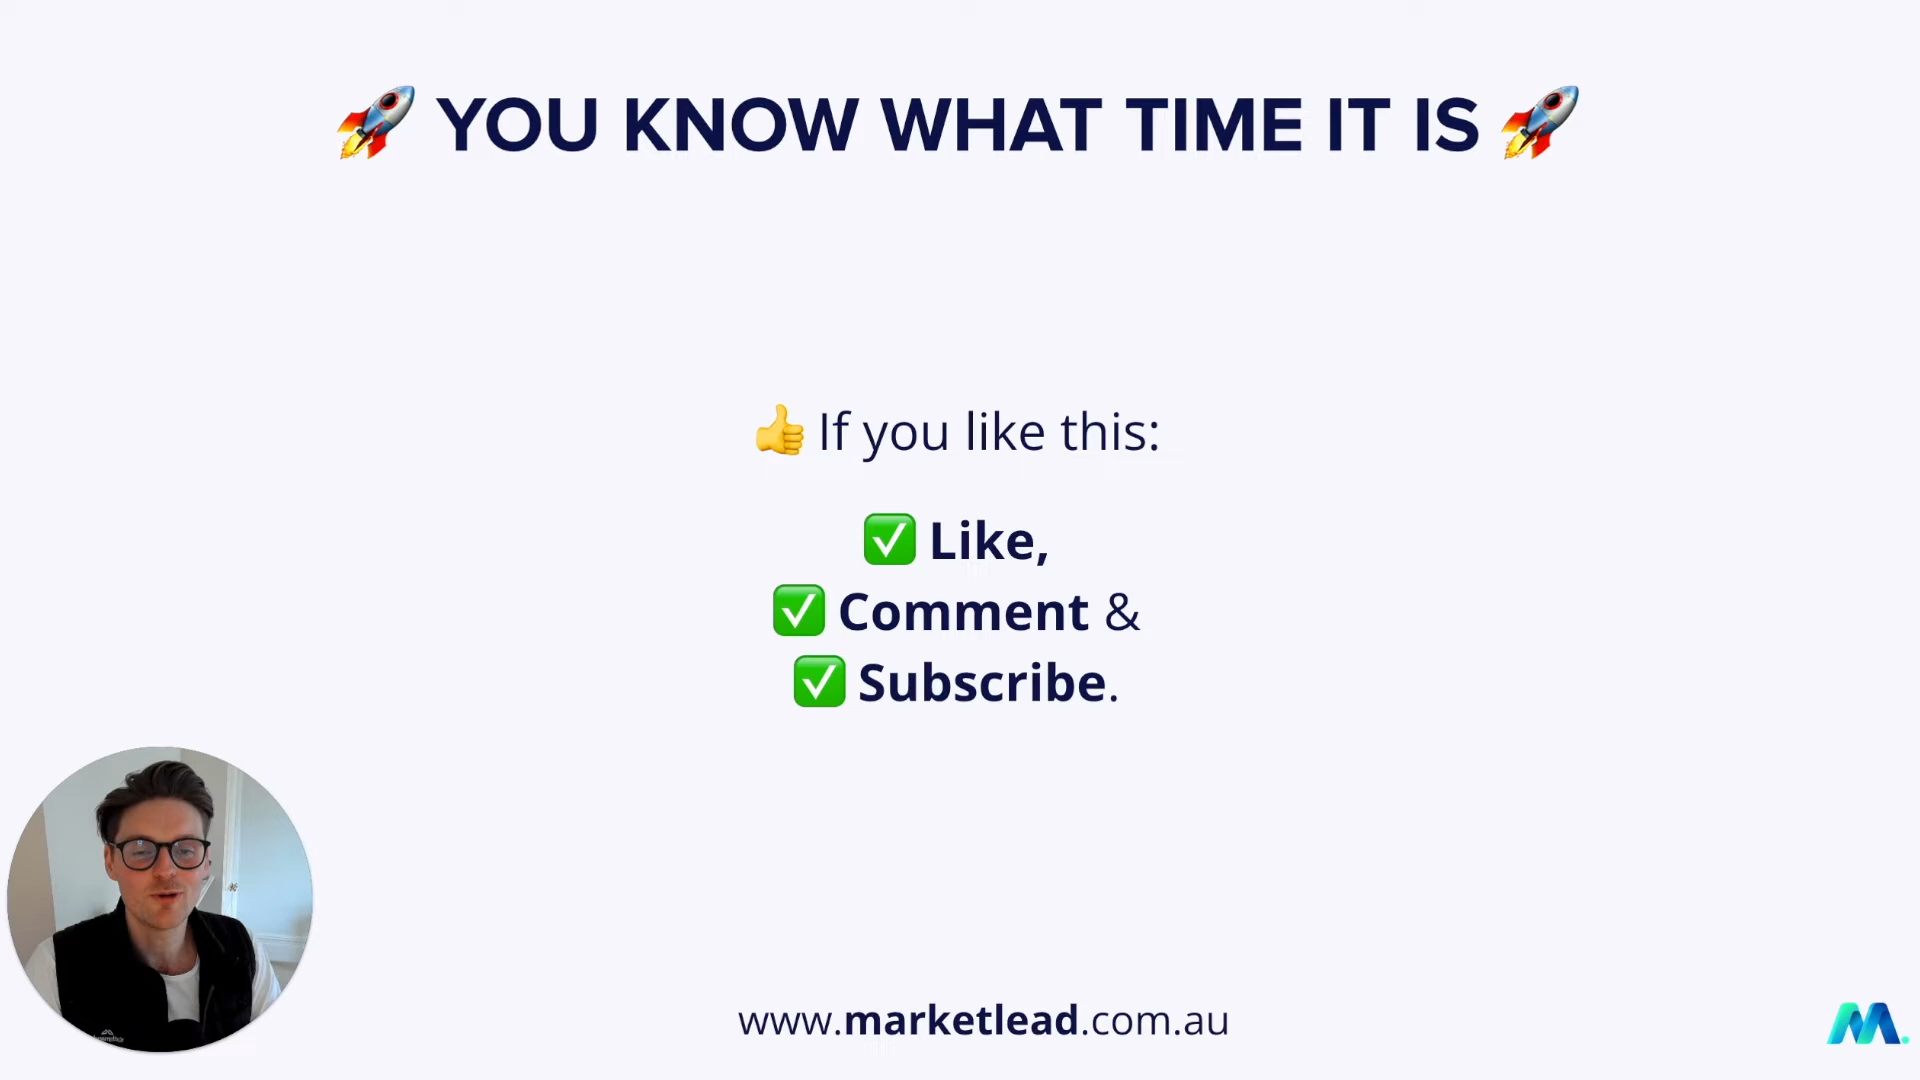 🚀 YOU KNOW WHAT TIME IT IS 🚀
👍 If you like this:
✅ Like,
✅ Comment &
✅ Subscribe.
www.marketlead.com.au
M.